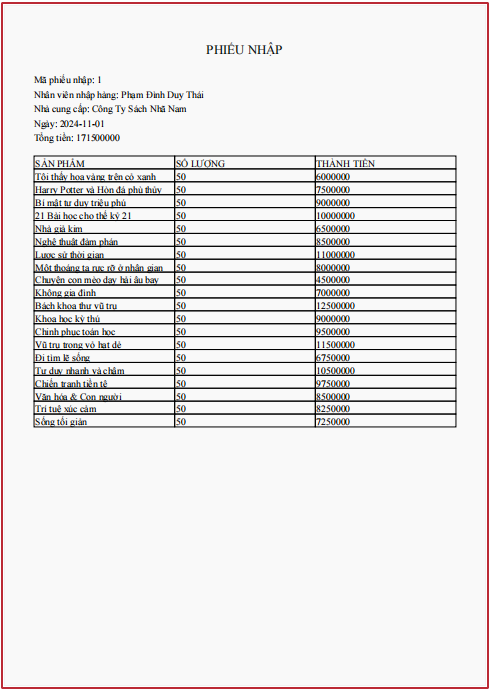 PHIẾU NHẬP
Mã phiếu nhập: 1
Nhân viên nhập hàng: Phạm Đinh Duy Thái
Nhà cung cấp: Công Ty Sách Nhã Nam
Ngày: 2024-11-01
Tổng tiền: 171500000
SẢN PHẨM SỐ LƯỢNG THÀNH TIỀN
Tôi thấy hoa vàng trên cỏ xanh 50 6000000
Harry Potter và Hòn đá phù thủy 50 7500000
Bí mật tư duy triệu phú 50 9000000
21 Bài học cho thế kỷ 21 50 10000000
Nhà giả kim 50 6500000
Nghệ thuật đàm phán 50 8500000
Lược sử thời gian 50 11000000
Một thoáng ta rực rỡ ở nhân gian 50 8000000
Chuyện con mèo dạy hải âu bay 50 4500000
Không gia đình 50 7000000
Bách khoa thư vũ trụ 50 12500000
Khoa học kỳ thú 50 9000000
Chinh phục toán học 50 9500000
Vũ trụ trong vỏ hạt dẻ 50 11500000
Đi tìm lẽ sống 50 6750000
Tư duy nhanh và chậm 50 10500000
Chiến tranh tiền tệ 50 9750000
Văn hóa & Con người 50 8500000
Trí tuệ xúc cảm 50 8250000
Sống tối giản 50 7250000